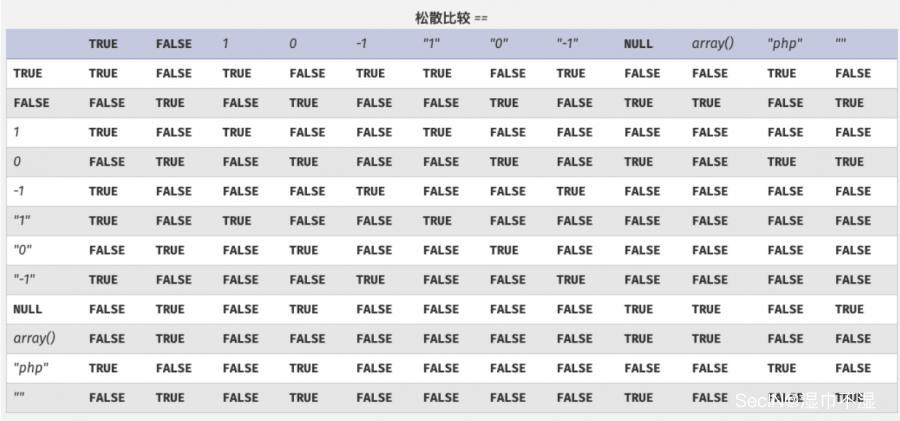 松散比较 ==
TRUE FALSE 1 0 -1 "1" "0" "-1" NULL array() "php" ""
TRUE TRUE FALSE TRUE FALSE TRUE TRUE FALSE TRUE FALSE FALSE TRUE FALSE
FALSE FALSE TRUE FALSE TRUE FALSE FALSE TRUE FALSE TRUE TRUE FALSE TRUE
1 TRUE FALSE TRUE FALSE FALSE TRUE FALSE FALSE FALSE FALSE FALSE FALSE
0 FALSE TRUE FALSE TRUE FALSE FALSE TRUE FALSE TRUE FALSE TRUE TRUE
-1 TRUE FALSE FALSE FALSE TRUE FALSE FALSE TRUE FALSE FALSE FALSE FALSE
"1" TRUE FALSE TRUE FALSE FALSE TRUE FALSE FALSE FALSE FALSE FALSE FALSE
"0" FALSE TRUE FALSE TRUE FALSE FALSE TRUE FALSE FALSE FALSE FALSE FALSE
"-1" TRUE FALSE FALSE FALSE TRUE FALSE FALSE TRUE FALSE FALSE FALSE FALSE
NULL FALSE TRUE FALSE TRUE FALSE FALSE FALSE FALSE TRUE TRUE FALSE TRUE
array() FALSE TRUE FALSE FALSE FALSE FALSE FALSE FALSE TRUE TRUE FALSE FALSE
"php" TRUE FALSE FALSE TRUE FALSE FALSE FALSE FALSE FALSE FALSE TRUE FALSE
"" FALSE TRUE FALSE TRUE FALSE FALSE FALSE FALSE TRUE FALSE FALSE TRUE
SecIN@湿巾不湿